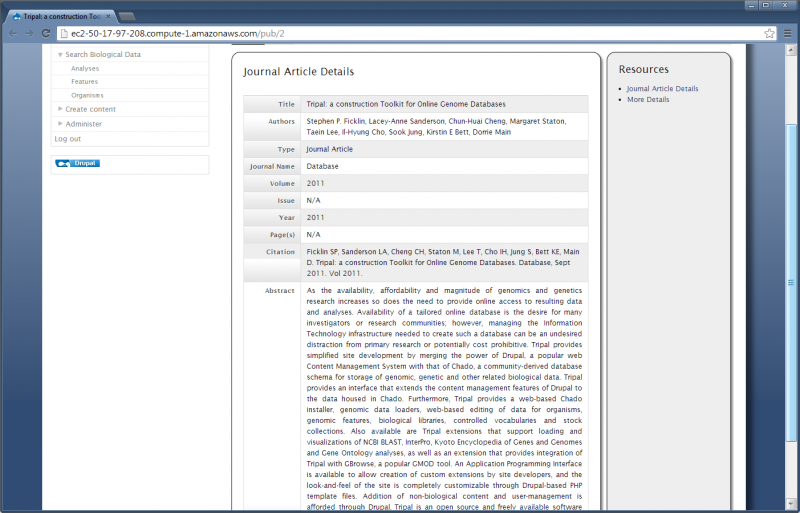 Tripal: a construction Too
ec2-50-17-97-208.compute-1.amazonaws.com/pub/2
Search Biological Data
Analyses
Features
Organisms
Create content
Administer
Log out
Drupal
Journal Article Details
Title Tripal: a construction Toolkit for Online Genome Databases
Authors Stephen P. Ficklin, Lacey-Anne Sanderson, Chun-Huai Cheng, Margaret Staton,
Taein Lee, Il-Hyung Cho, Sook Jung, Kirstin E Bett, Dorrie Main
Type Journal Article
Journal Name Database
Volume 2011
Issue N/A
Year 2011
Page(s) N/A
Citation Ficklin SP, Sanderson LA, Cheng CH, Staton M, Lee T, Cho IH, Jung S, Bett KE, Main
D. Tripal: a construction Toolkit for Online Genome Databases. Database, Sept
2011. Vol 2011.
Abstract As the availability, affordability and magnitude of genomics and genetics
research increases so does the need to provide online access to resulting data
and analyses. Availability of a tailored online database is the desire for many
investigators or research communities; however, managing the Information
Technology infrastructure needed to create such a database can be an undesired
distraction from primary research or potentially cost prohibitive. Tripal provides
simplified site development by merging the power of Drupal, a popular web
Content Management System with that of Chado, a community-derived database
schema for storage of genomic, genetic and other related biological data. Tripal
provides an interface that extends the content management features of Drupal to
the data housed in Chado. Furthermore, Tripal provides a web-based Chado
installer, genomic data loaders, web-based editing of data for organisms,
genomic features, biological libraries, controlled vocabularies and stock
collections. Also available are Tripal extensions that support loading and
visualizations of NCBI BLAST, InterPro, Kyoto Encyclopedia of Genes and Genomes
and Gene Ontology analyses, as well as an extension that provides integration of
Tripal with GBrowse, a popular GMOD tool. An Application Programming Interface
is available to allow creation of custom extensions by site developers, and the
look-and-feel of the site is completely customizable through Drupal-based PHP
template files. Addition of non-biological content and user-management is
afforded through Drupal. Tripal is an open source and freely available software
Resources
Journal Article Details
More Details